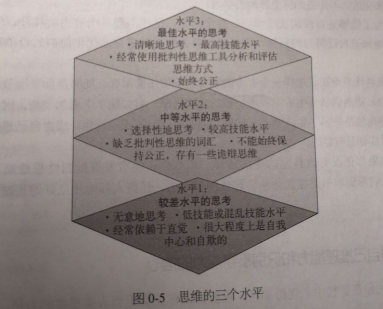 水平3：
最佳水平的思考
·清晰地思考 ·最高技能水平
·经常使用批判性思维工具分析和评估
思维方式
·始终公正
水平2：
中等水平的思考
·选择性地思考 ·较高技能水平
·缺乏批判性思维的词汇 ·不能始终保
持公正，存有一些诡辩思维
水平1：
较差水平的思考
·无意地思考 ·低技能或混乱技能水平
·经常依赖于直觉 ·很大程度上是自我
中心和自欺的
图 0-5 思维的三个水平